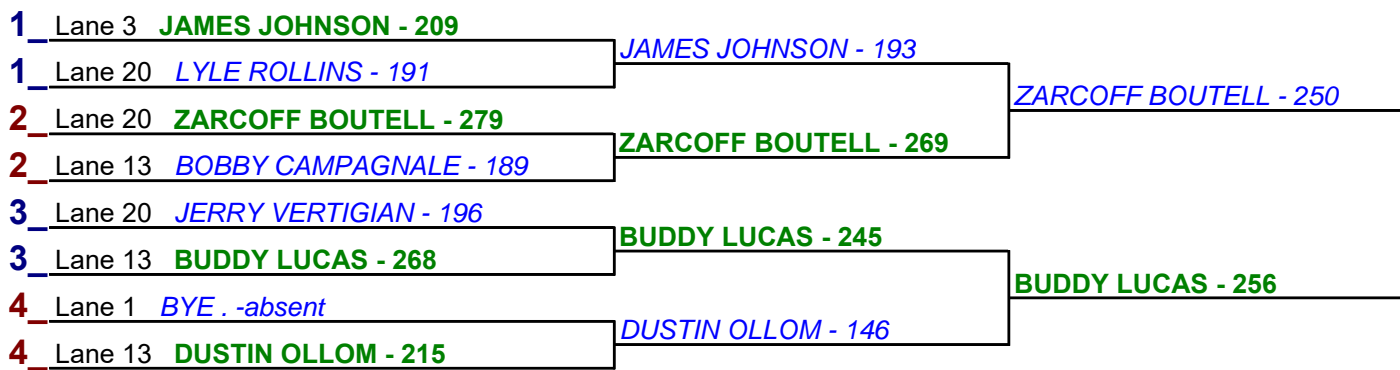 1_ Lane 3 JAMES JOHNSON - 209
JAMES JOHNSON - 193
1_ Lane 20 LYLE ROLLINS - 191
ZARCOFF BOUTELL - 250
2_ Lane 20 ZARCOFF BOUTELL - 279
ZARCOFF BOUTELL - 269
2_ Lane 13 BOBBY CAMPAGNALE - 189
3_ Lane 20 JERRY VERTIGIAN - 196
BUDDY LUCAS - 245
3_ Lane 13 BUDDY LUCAS - 268
BUDDY LUCAS - 256
4_ Lane 1 BYE . -absent
DUSTIN OLLOM - 146
4_ Lane 13 DUSTIN OLLOM - 215